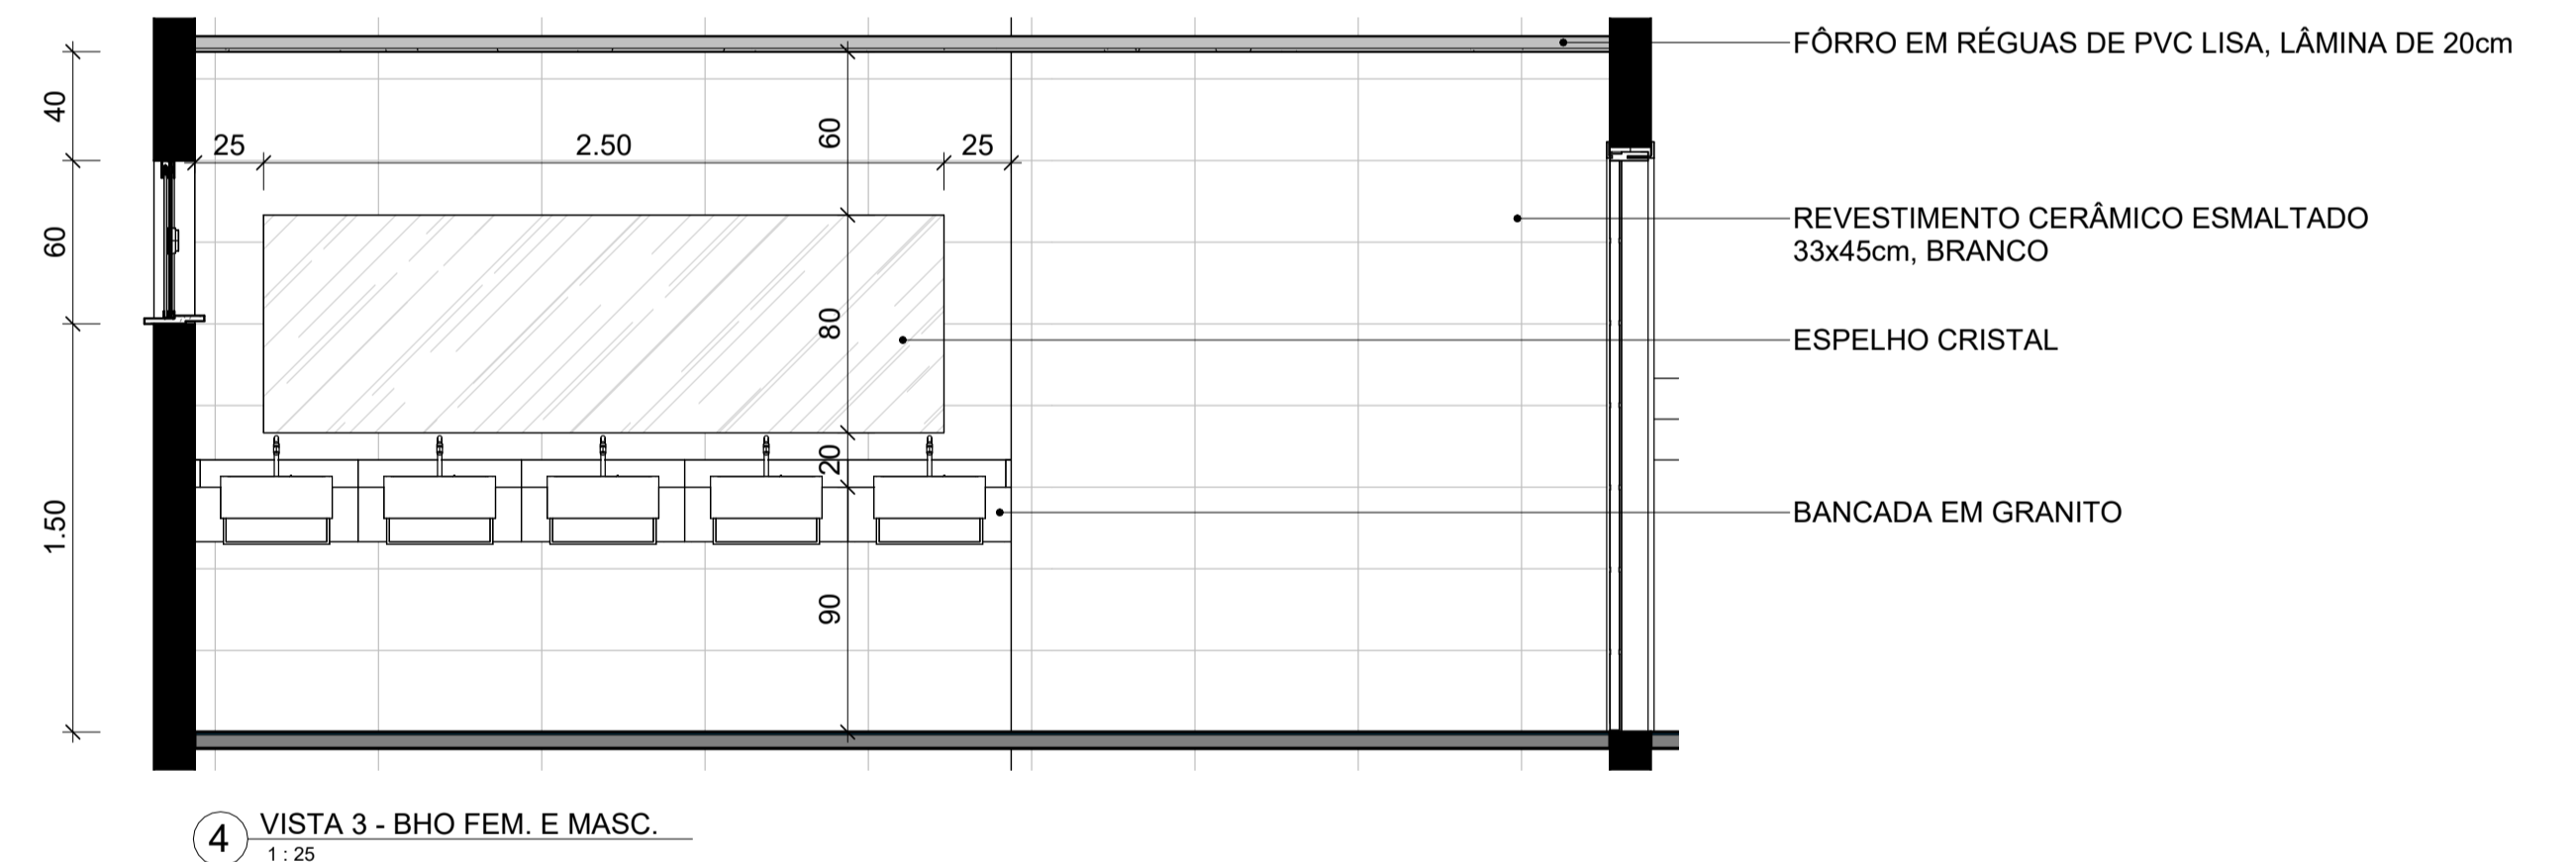 FÔRRO EM RÉGUAS DE PVC LISA, LÂMINA DE 20cm
40
25
2.50
60
25
60
REVESTIMENTO CERÂMICO ESMALTADO
33x45cm, BRANCO
80
ESPELHO CRISTAL
20
1.50
BANCADA EM GRANITO
90
4
VISTA 3 - BHO FEM. E MASC.
1 : 25